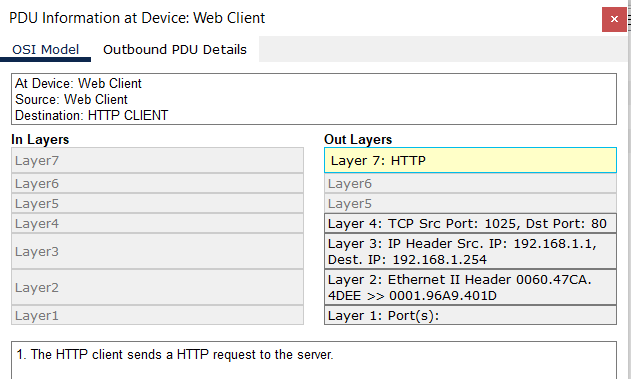 PDU Information at Device: Web Client
OSI Model
Outbound PDU Details
At Device: Web Client
Source: Web Client
Destination: HTTP CLIENT
In Layers
Layer7
Layer6
Layer5
Layer4
Layer3
Layer2
Layer1
Out Layers
Layer 7: HTTP
Layer6
Layer5
Layer 4: TCP Src Port: 1025, Dst Port: 80
Layer 3: IP Header Src. IP: 192.168.1.1,
Dest. IP: 192.168.1.254
Layer 2: Ethernet II Header 0060.47CA.
4DEE >> 0001.96A9.401D
Layer 1: Port(s):
1. The HTTP client sends a HTTP request to the server.